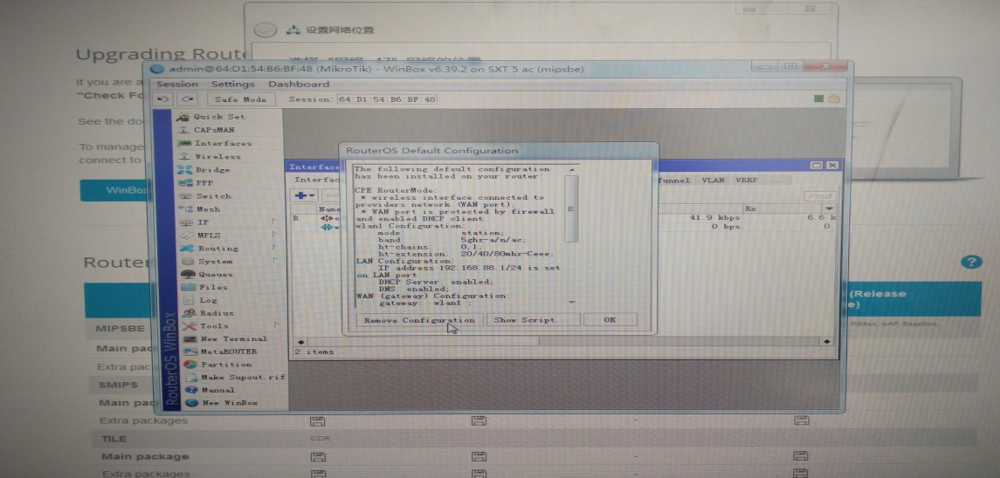 设置网络位置
Upgrading Route
admin@64:D1:54:B6:BF:48 (MikroTik) - WinBox v6.39.2 on SXT 5 ac (mipsbe)
If you are a
"Check Fo
See the do
To manage
connect to
WinBox
Session Settings Dashboard
Safe Mode Session: 64:D1:54:B6:BF:48
Quick Set
CAPsMAN
Interfaces
Wireless
Bridge
PPP
Switch
Mesh
IP
MPLS
Routing
System
Queues
Files
Log
Radius
Tools
New Terminal
MetaROUTER
Partition
Make Supout.rif
Manual
New WinBox
RouterOS WinBox
Interface
Interfac
Tunnel VLAN VRRP
Find
Name
Rx
R
41.9 kbps
6.6 k
0 bps
0
2 items
RouterOS Default Configuration
The following default configuration
has been installed on your router:
CPE RouterMode:
* wireless interface connected to
providers network (WAN port);
* WAN port is protected by firewall
and enabled DHCP client
wlan1 Configuration:
mode: station;
band: 5ghz-a/n/ac;
ht-chains: 0,1;
ht-extension: 20/40/80mhz-Ceee;
LAN Configuration:
IP address 192.168.88.1/24 is set
on LAN port
DHCP Server: enabled;
DNS: enabled;
WAN (gateway) Configuration:
gateway: wlan1 ;
Remove Configuration Show Script... OK
Router
(Release
e)
?
MIPSBE
Main pac
Extra pac
SMIPS
Main pac
Extra packages
TILE CCR
Main package
Extra packages